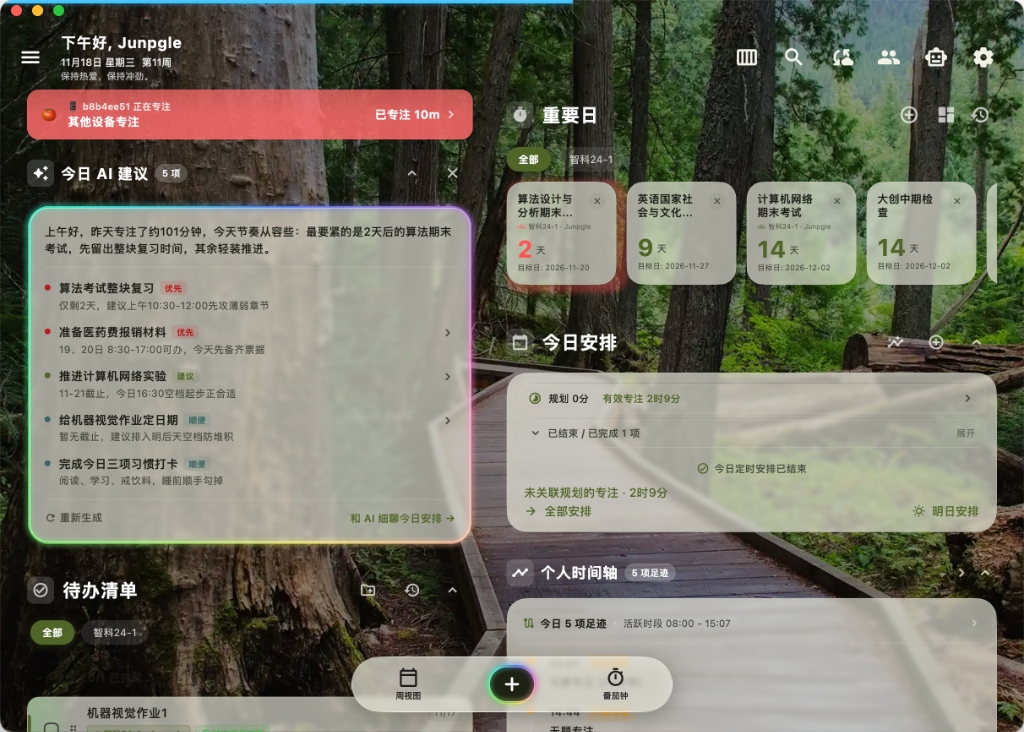 下午好, Junpgle
11月18日 星期三 第11周
保持热爱，保持冲劲。
b8b4ee51 正在专注
其他设备专注
已专注 10m
今日 AI 建议
5 项
上午好，昨天专注了约101分钟，今天节奏从容些：最要紧的是2天后的算法期末
考试，先留出整块复习时间，其余轻装推进。
算法考试整块复习 优先
仅剩2天，建议上午10:30-12:00先攻薄弱章节
准备医药费报销材料 优先
19、20日 8:30-17:00可办，今天先备齐票据
推进计算机网络实验 建议
11-21截止，今日16:30空档起步正合适
给机器视觉作业定日期 顺便
暂无截止，建议排入明后天空档防堆积
完成今日三项习惯打卡 顺便
阅读、学习、戒饮料，睡前顺手勾掉
重新生成
和 AI 细聊今日安排
待办清单
全部
智科24-1
机器视觉作业1
11/17
重要日
全部
智科24-1
算法设计与
分析期末...
智科24-1 · Junpgle
2 天
目标日: 2026-11-20
英语国家社
会与文化...
9 天
目标日: 2026-11-27
计算机网络
期末考试
智科24-1 · Junpgle
14 天
目标日: 2026-12-02
大创中期检
查
14 天
目标日: 2026-12-02
今日安排
规划 0分
有效专注 2时9分
已结束 / 已完成 1 项
展开
今日定时安排已结束
未关联规划的专注 · 2时9分
全部安排
明日安排
个人时间轴
5 项足迹
今日 5 项足迹
活跃时段 08:00 - 15:07
14:44
无题专注
周视图
番茄钟